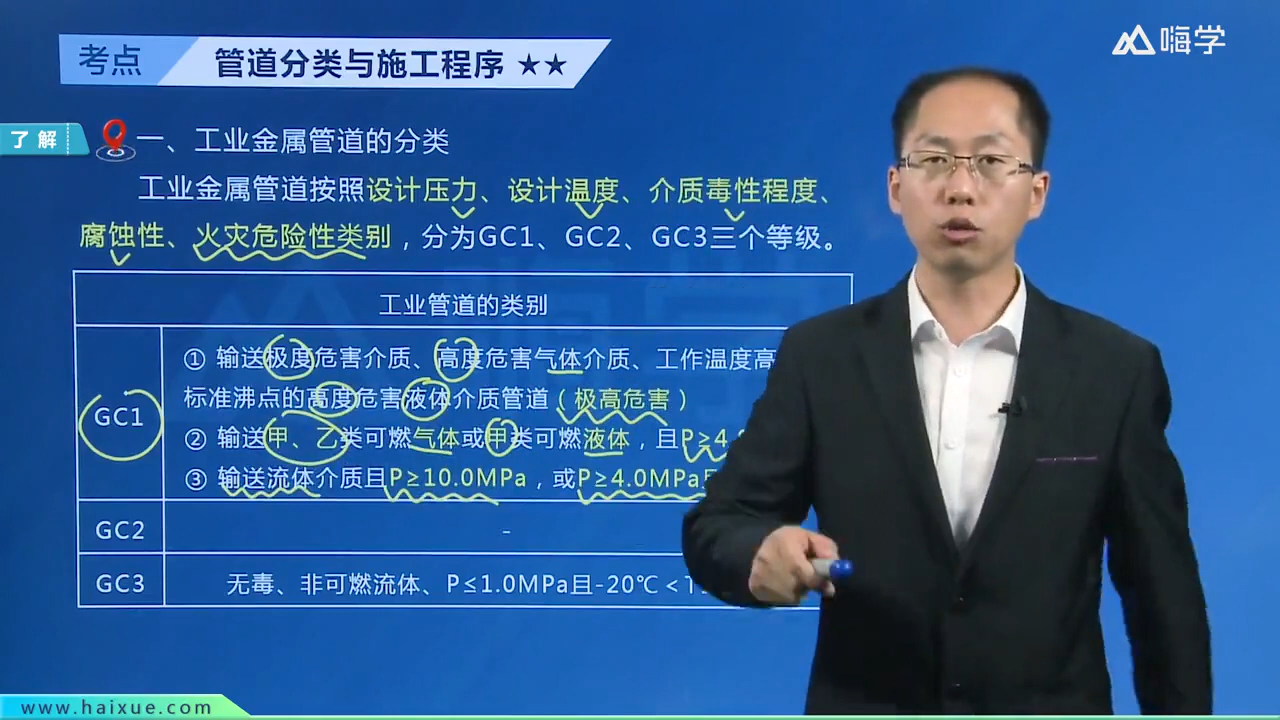 考点
管道分类与施工程序 ★★
嗨学
了解
一、工业金属管道的分类
工业金属管道按照设计压力、设计温度、介质毒性程度、
腐蚀性、火灾危险性类别，分为GC1、GC2、GC3三个等级。
工业管道的类别
GC1
① 输送极度危害介质、高度危害气体介质、工作温度高
标准沸点的高度危害液体介质管道（极高危害）
② 输送甲、乙类可燃气体或甲类可燃液体，且P≥4
③ 输送流体介质且P≥10.0MPa，或P≥4.0MPa
GC2
-
GC3
无毒、非可燃流体、P≤1.0MPa且-20℃＜T
www.haixue.com